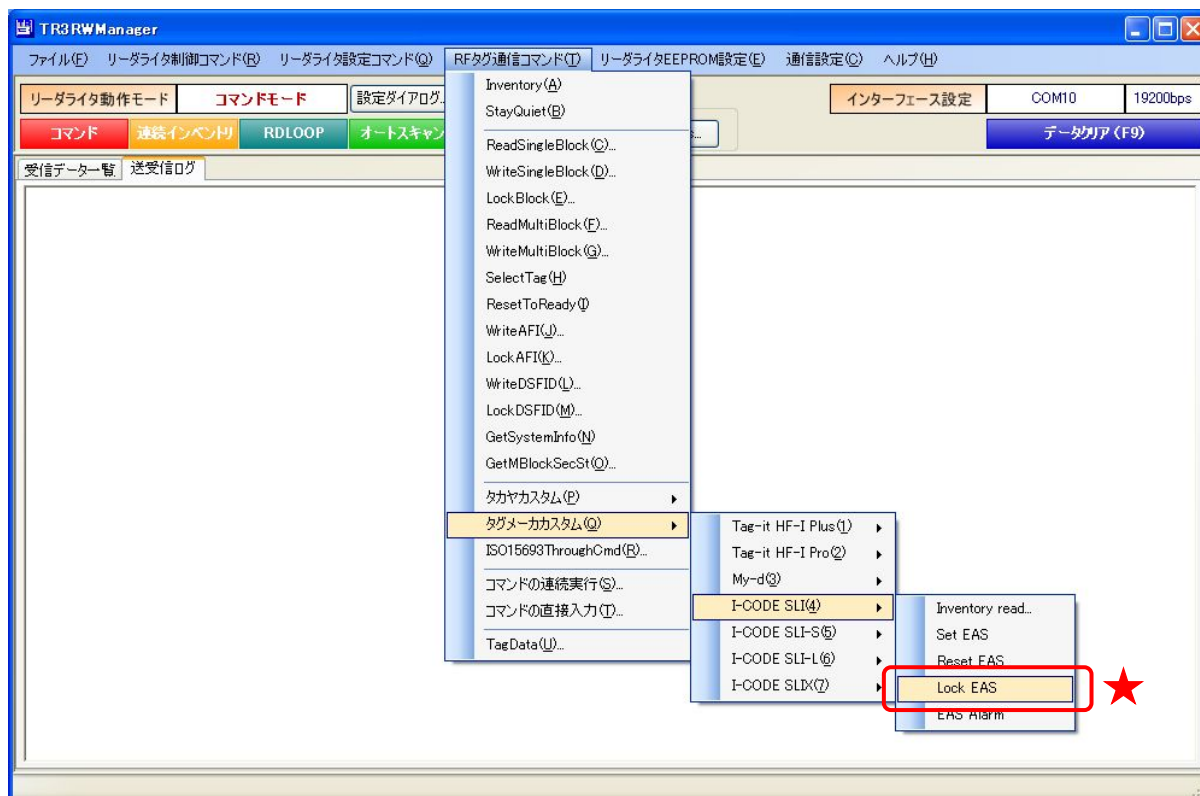 TR3RWManager
ファイル(F) リーダライタ制御コマンド(R) リーダライタ設定コマンド(Q) RFタグ通信コマンド(T) リーダライタEEPROM設定(E) 通信設定(C) ヘルプ(H)
リーダライタ動作モード コマンドモード 設定ダイアログ... インターフェース設定 COM10 19200bps
コマンド 連続インベントリ RDLOOP オートスキャン データクリア (F9)
受信データ一覧 送受信ログ
Inventory(A)
StayQuiet(B)
ReadSingleBlock(C)...
WriteSingleBlock(D)...
LockBlock(E)...
ReadMultiBlock(F)...
WriteMultiBlock(G)...
SelectTag(H)
ResetToReady(I)
WriteAFI(J)...
LockAFI(K)...
WriteDSFID(L)...
LockDSFID(M)...
GetSystemInfo(N)
GetMBlockSecSt(O)...
タカヤカスタム(P)
タグメーカカスタム(Q)
ISO15693ThroughCmd(R)...
コマンドの連続実行(S)...
コマンドの直接入力(T)...
TagData(U)...
Tag-it HF-I Plus(1)
Tag-it HF-I Pro(2)
My-d(3)
I-CODE SLI(4)
I-CODE SLI-S(5)
I-CODE SLI-L(6)
I-CODE SLIX(7)
Inventory read...
Set EAS
Reset EAS
Lock EAS
EAS Alarm